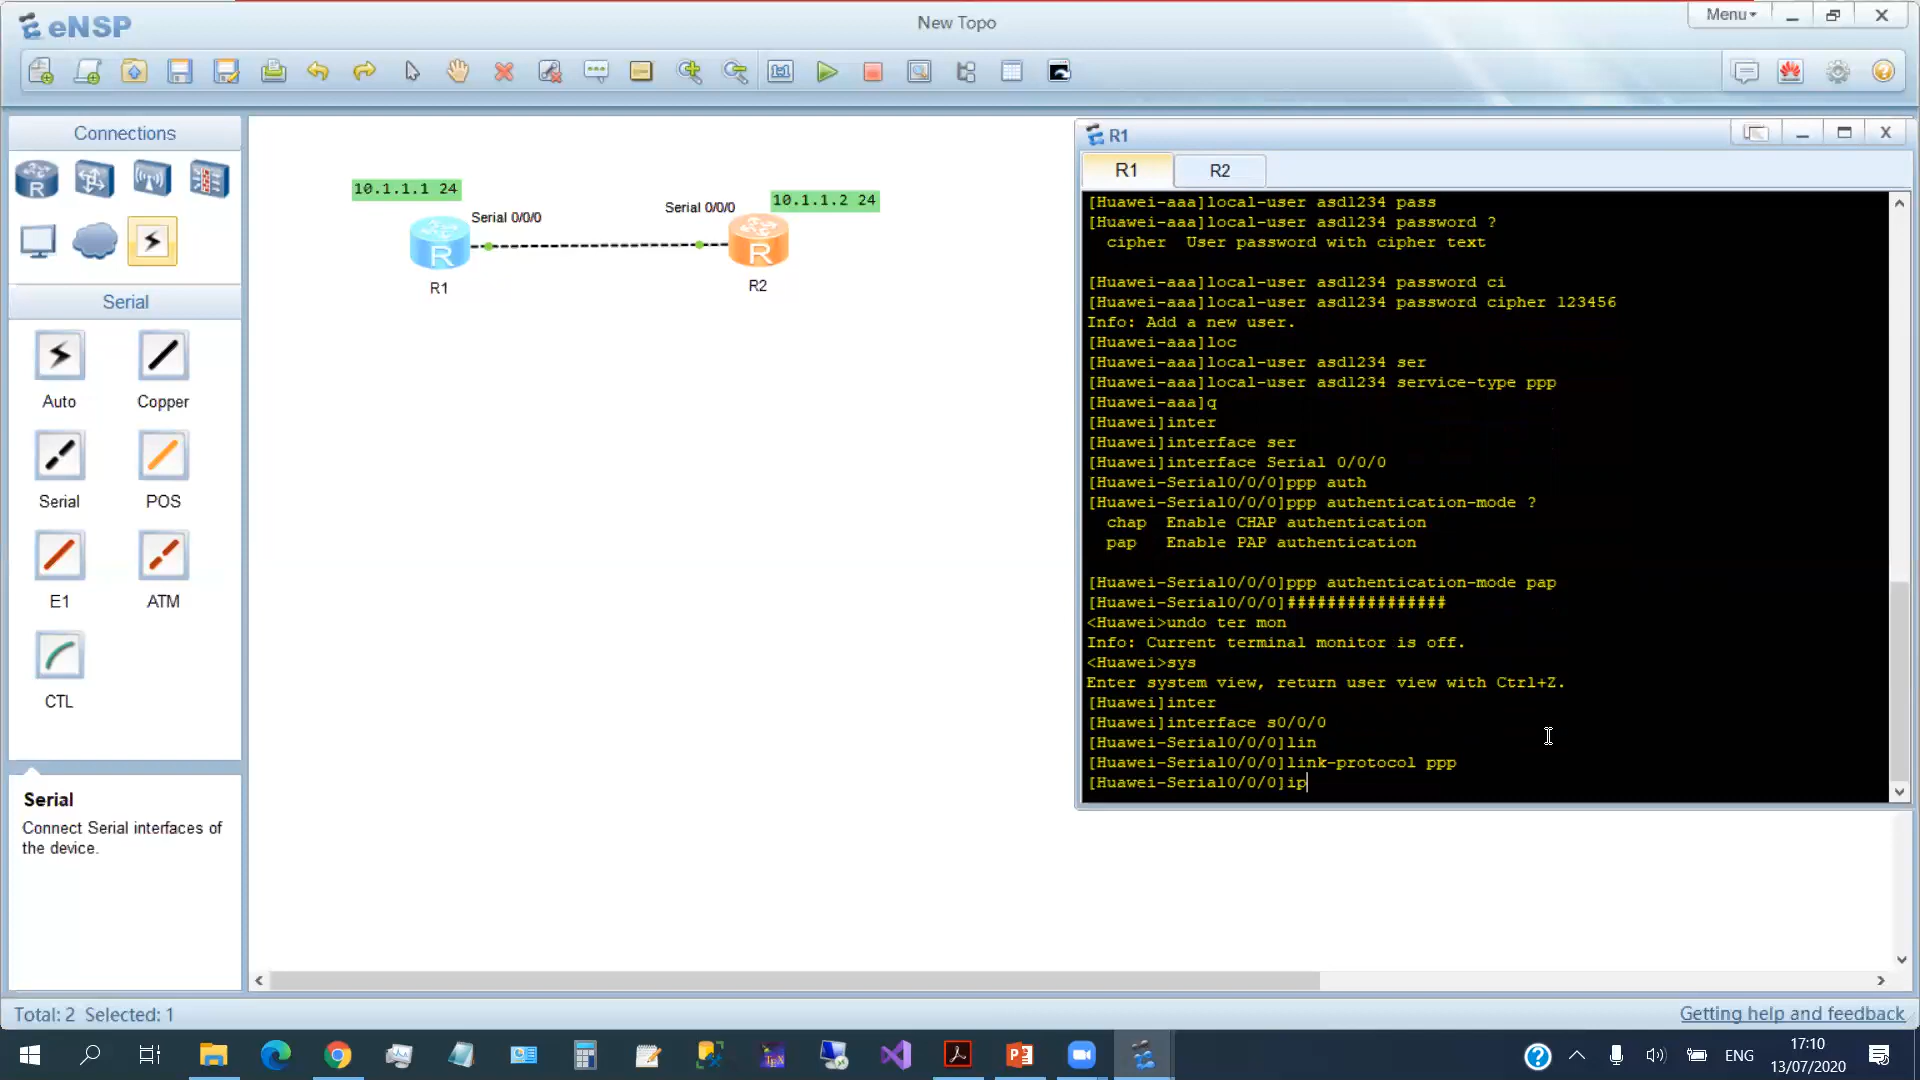 eNSP
New Topo
Menu
Connections
Serial
Auto
Copper
Serial
POS
E1
ATM
CTL
Serial
Connect Serial interfaces of
the device.
10.1.1.1 24
Serial 0/0/0
Serial 0/0/0
10.1.1.2 24
R
R1
R
R2
R1
R1
R2
[Huawei-aaa]local-user asd1234 pass
[Huawei-aaa]local-user asd1234 password ?
cipher User password with cipher text
[Huawei-aaa]local-user asd1234 password ci
[Huawei-aaa]local-user asd1234 password cipher 123456
Info: Add a new user.
[Huawei-aaa]loc
[Huawei-aaa]local-user asd1234 ser
[Huawei-aaa]local-user asd1234 service-type ppp
[Huawei-aaa]q
[Huawei]inter
[Huawei]interface ser
[Huawei]interface Serial 0/0/0
[Huawei-Serial0/0/0]ppp auth
[Huawei-Serial0/0/0]ppp authentication-mode ?
chap Enable CHAP authentication
pap Enable PAP authentication
[Huawei-Serial0/0/0]ppp authentication-mode pap
[Huawei-Serial0/0/0]################
<Huawei>undo ter mon
Info: Current terminal monitor is off.
<Huawei>sys
Enter system view, return user view with Ctrl+Z.
[Huawei]inter
[Huawei]interface s0/0/0
[Huawei-Serial0/0/0]lin
[Huawei-Serial0/0/0]link-protocol ppp
[Huawei-Serial0/0/0]ip
Total: 2 Selected: 1
Getting help and feedback
ENG
17:10
13/07/2020